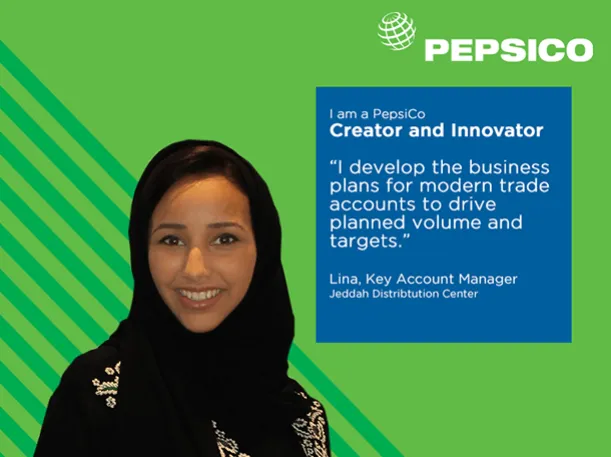 PEPSICO
I am a PepsiCo
Creator and Innovator
“I develop the business
plans for modern trade
accounts to drive
planned volume and
targets.”
Lina, Key Account Manager
Jeddah Distribtution Center